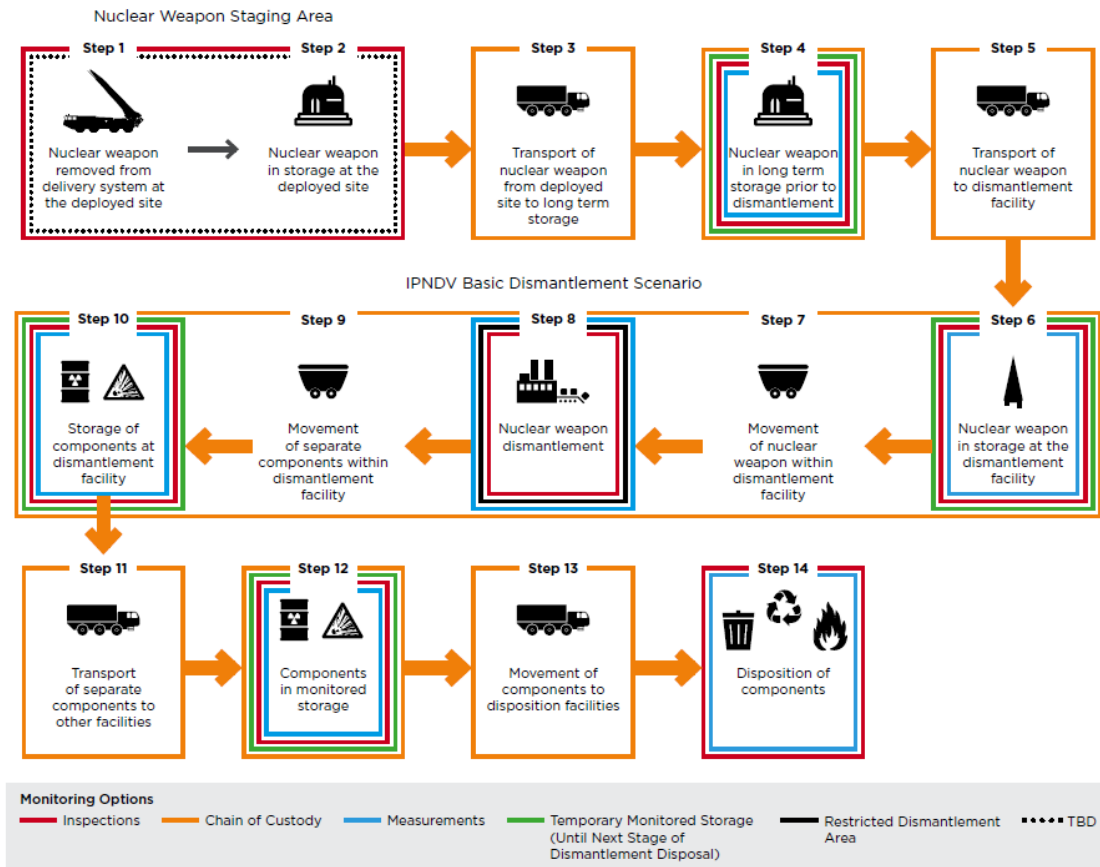 Nuclear Weapon Staging Area
Step 1
Nuclear weapon
removed from
delivery system at
the deployed site
Step 2
Nuclear weapon
in storage at the
deployed site
Step 3
Transport of
nuclear weapon
from deployed
site to long term
storage
Step 4
Nuclear weapon
in long term
storage prior to
dismantlement
Step 5
Transport of
nuclear weapon
to dismantlement
facility
IPNDV Basic Dismantlement Scenario
Step 10
Storage of
components at
dismantlement
facility
Step 9
Movement
of separate
components within
dismantlement
facility
Step 8
Nuclear weapon
dismantlement
Step 7
Movement
of nuclear
weapon within
dismantlement
facility
Step 6
Nuclear weapon
in storage at the
dismantlement
facility
Step 11
Transport
of separate
components to
other facilities
Step 12
Components
in monitored
storage
Step 13
Movement of
components to
disposition facilities
Step 14
Disposition of
components
Monitoring Options
Inspections
Chain of Custody
Measurements
Temporary Monitored Storage
(Until Next Stage of
Dismantlement Disposal)
Restricted Dismantlement
Area
TBD